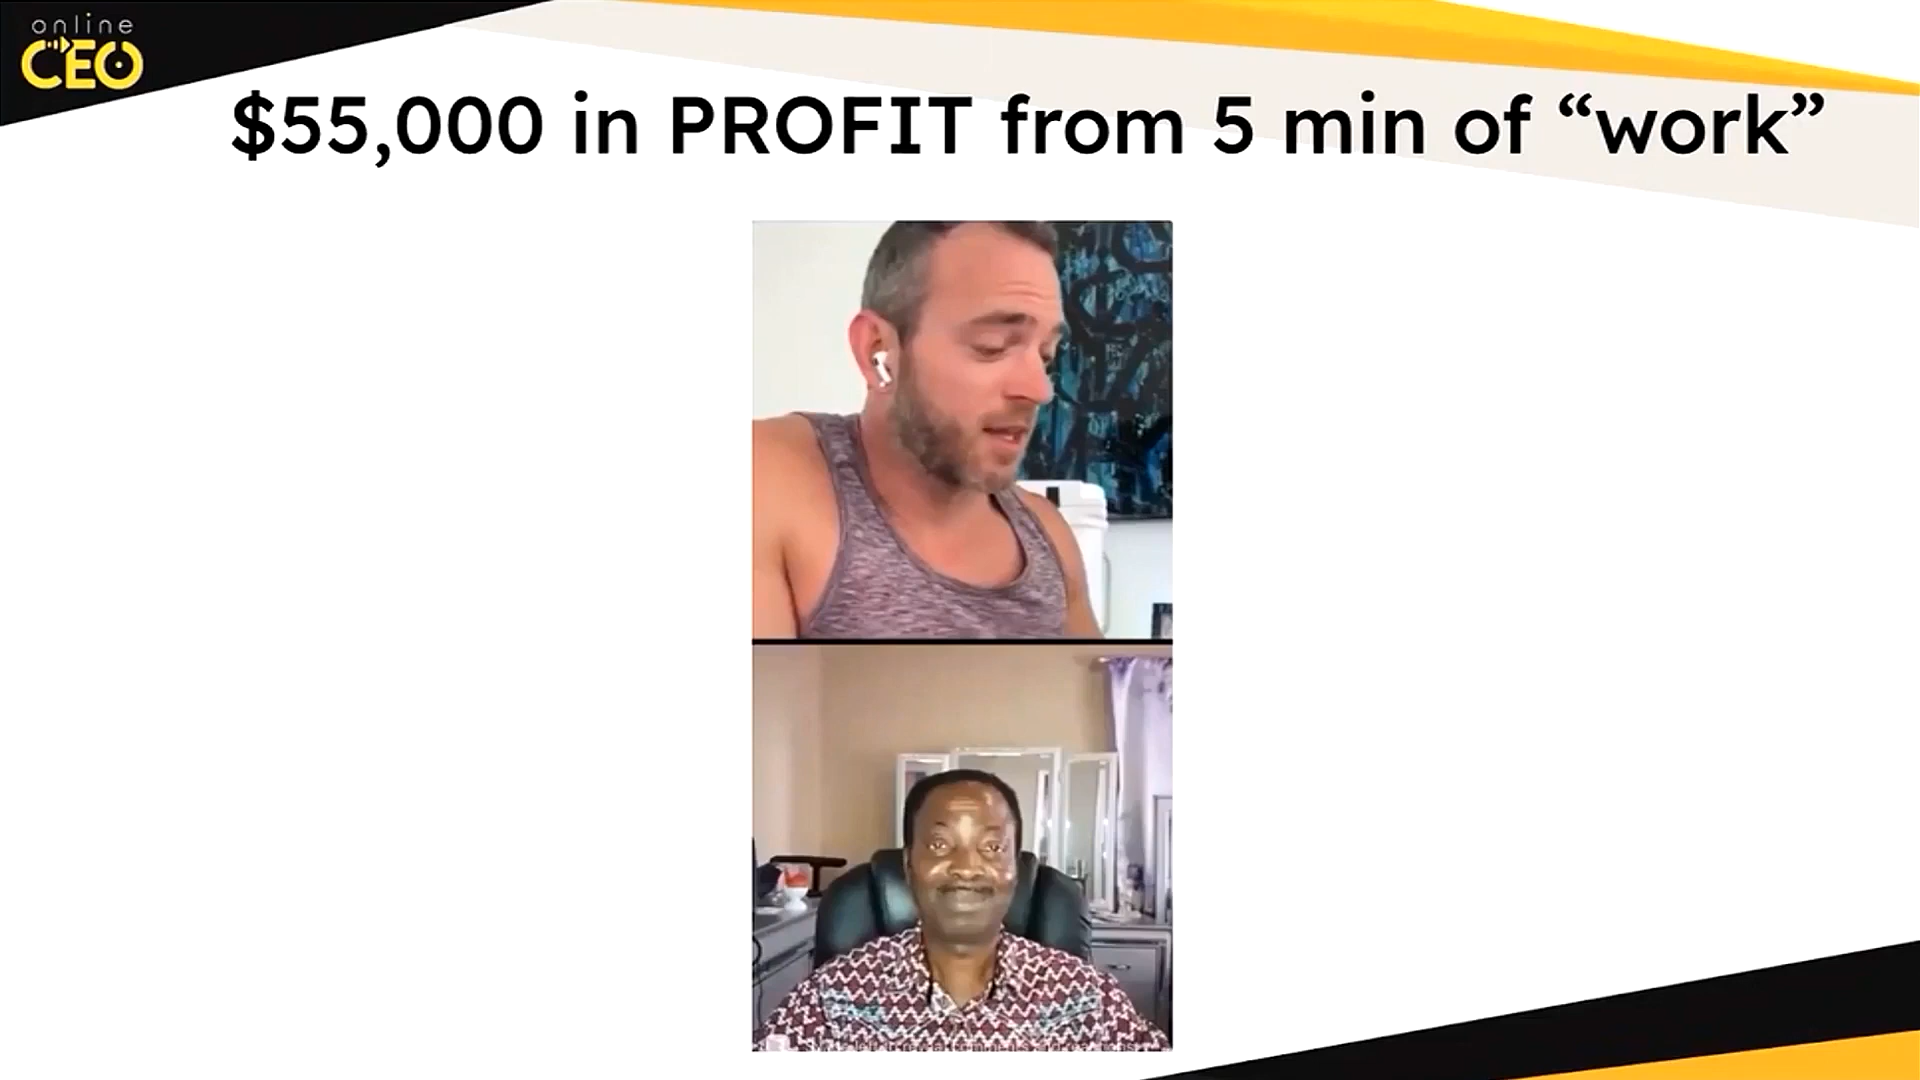 online
CEO
$55,000 in PROFIT from 5 min of “work”